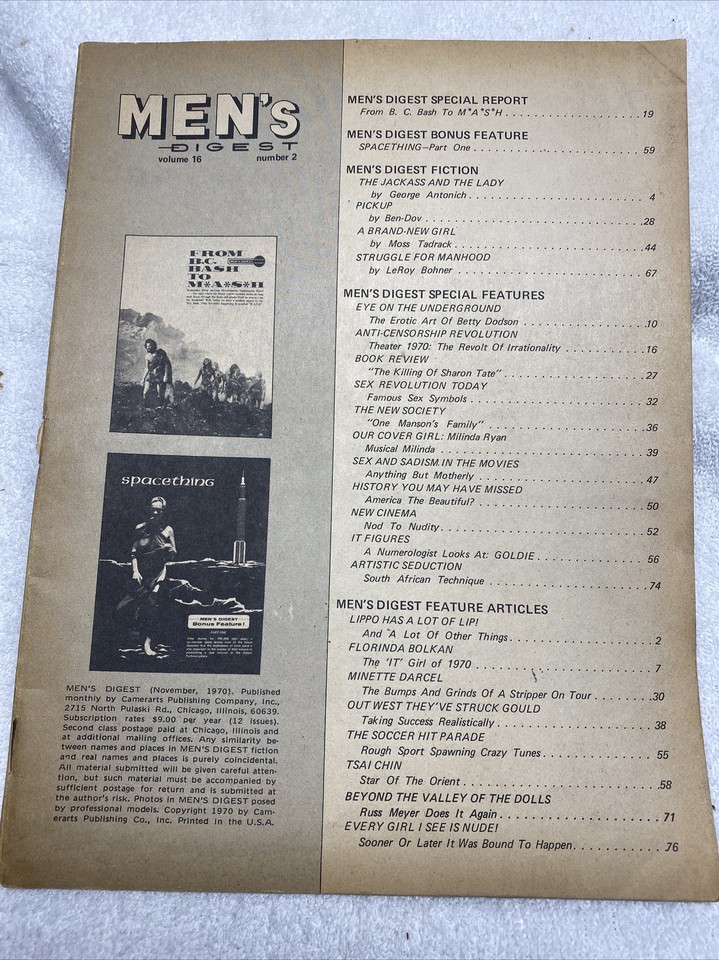 MEN's
DIGEST
volume 16 number 2
FROM
B.C.
BASH
TO
M*A*S*H
spacething
MEN'S DIGEST
Bonus Feature!
MEN'S DIGEST (November, 1970). Published
monthly by Camerarts Publishing Company, Inc.,
2715 North Pulaski Rd., Chicago, Illinois, 60639.
Subscription rates $9.00 per year (12 issues).
Second class postage paid at Chicago, Illinois and
at additional mailing offices. Any similarity be-
tween names and places in MEN'S DIGEST fiction
and real names and places is purely coincidental.
All material submitted will be given careful atten-
tion, but such material must be accompanied by
sufficient postage for return and is submitted at
the author's risk. Photos in MEN'S DIGEST posed
by professional models. Copyright 1970 by Cam-
erarts Publishing Co., Inc. Printed in the U.S.A.
MEN'S DIGEST SPECIAL REPORT
From B. C. Bash To M*A*S*H . . . . . . . . . . . . . . . . . . . . .19
MEN'S DIGEST BONUS FEATURE
SPACETHING—Part One . . . . . . . . . . . . . . . . . . . . . . . . 59
MEN'S DIGEST FICTION
THE JACKASS AND THE LADY
by George Antonich . . . . . . . . . . . . . . . . . . . . . . . . 4
PICKUP
by Ben-Dov . . . . . . . . . . . . . . . . . . . . . . . . . . . . . .28
A BRAND-NEW GIRL
by Moss Tadrack . . . . . . . . . . . . . . . . . . . . . . . . . .44
STRUGGLE FOR MANHOOD
by LeRoy Bohner . . . . . . . . . . . . . . . . . . . . . . . . . . 67
MEN'S DIGEST SPECIAL FEATURES
EYE ON THE UNDERGROUND
The Erotic Art Of Betty Dodson . . . . . . . . . . . . . . . . . .10
ANTI-CENSORSHIP REVOLUTION
Theater 1970: The Revolt Of Irrationality . . . . . . . . . . . 16
BOOK REVIEW
"The Killing Of Sharon Tate" . . . . . . . . . . . . . . . . . . . .27
SEX REVOLUTION TODAY
Famous Sex Symbols . . . . . . . . . . . . . . . . . . . . . . . . 32
THE NEW SOCIETY
"One Manson's Family" . . . . . . . . . . . . . . . . . . . . . . 36
OUR COVER GIRL: Milinda Ryan
Musical Milinda . . . . . . . . . . . . . . . . . . . . . . . . . . . 39
SEX AND SADISM IN THE MOVIES
Anything But Motherly . . . . . . . . . . . . . . . . . . . . . . .47
HISTORY YOU MAY HAVE MISSED
America The Beautiful? . . . . . . . . . . . . . . . . . . . . . . . 50
NEW CINEMA
Nod To Nudity . . . . . . . . . . . . . . . . . . . . . . . . . . . . .52
IT FIGURES
A Numerologist Looks At: GOLDIE . . . . . . . . . . . . . . . 56
ARTISTIC SEDUCTION
South African Technique . . . . . . . . . . . . . . . . . . . . . . 74
MEN'S DIGEST FEATURE ARTICLES
LIPPO HAS A LOT OF LIP!
And A Lot Of Other Things . . . . . . . . . . . . . . . . . . . . . 2
FLORINDA BOLKAN
The 'IT' Girl of 1970 . . . . . . . . . . . . . . . . . . . . . . . . .7
MINETTE DARCEL
The Bumps And Grinds Of A Stripper On Tour . . . . . . . . .30
OUT WEST THEY'VE STRUCK GOULD
Taking Success Realistically . . . . . . . . . . . . . . . . . . . . 38
THE SOCCER HIT PARADE
Rough Sport Spawning Crazy Tunes . . . . . . . . . . . . . . . 55
TSAI CHIN
Star Of The Orient . . . . . . . . . . . . . . . . . . . . . . . . . .58
BEYOND THE VALLEY OF THE DOLLS
Russ Meyer Does It Again . . . . . . . . . . . . . . . . . . . . . .71
EVERY GIRL I SEE IS NUDE!
Sooner Or Later It Was Bound To Happen . . . . . . . . . . . .76